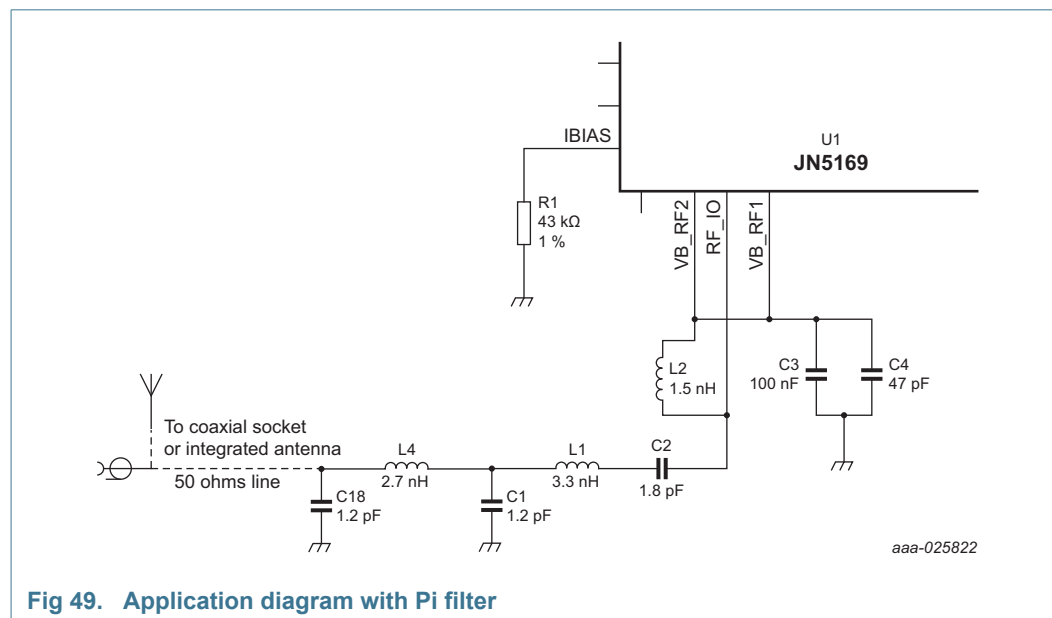 IBIAS
U1
JN5169
R1
43 kΩ
1 %
VB_RF2
RF_IO
VB_RF1
L2
1.5 nH
C3
100 nF
C4
47 pF
To coaxial socket
or integrated antenna
50 ohms line
L4
2.7 nH
L1
3.3 nH
C2
1.8 pF
C18
1.2 pF
C1
1.2 pF
aaa-025822
Fig 49. Application diagram with Pi filter